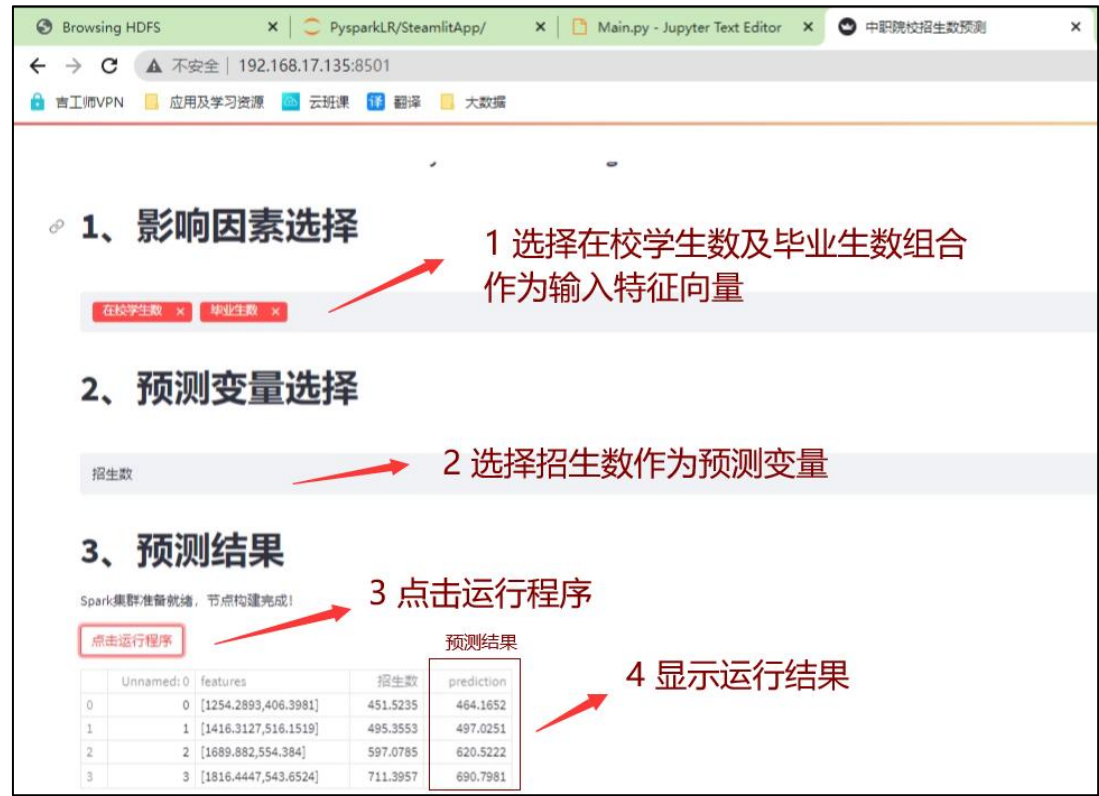 Browsing HDFS × PysparkLR/SteamlitApp/ × Main.py - Jupyter Text Editor × 中职院校招生数预测 ×
不安全 | 192.168.17.135:8501
吉工师VPN 应用及学习资源 云班课 译 翻译 大数据
1、影响因素选择
1 选择在校学生数及毕业生数组合
作为输入特征向量
在校学生数 × 毕业生数 ×
2、预测变量选择
2 选择招生数作为预测变量
招生数
3、预测结果
Spark集群准备就绪，节点构建完成!
3 点击运行程序
点击运行程序
预测结果
4 显示运行结果
Unnamed: 0 features 招生数 prediction
0 0 [1254.2893,406.3981] 451.5235 464.1652
1 1 [1416.3127,516.1519] 495.3553 497.0251
2 2 [1689.882,554.384] 597.0785 620.5222
3 3 [1816.4447,543.6524] 711.3957 690.7981